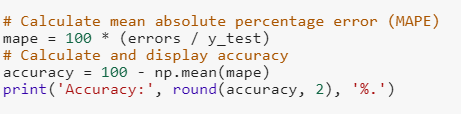 # Calculate mean absolute percentage error (MAPE)
mape = 100 * (errors / y_test)
# Calculate and display accuracy
accuracy = 100 - np.mean(mape)
print('Accuracy:', round(accuracy, 2), '%.')